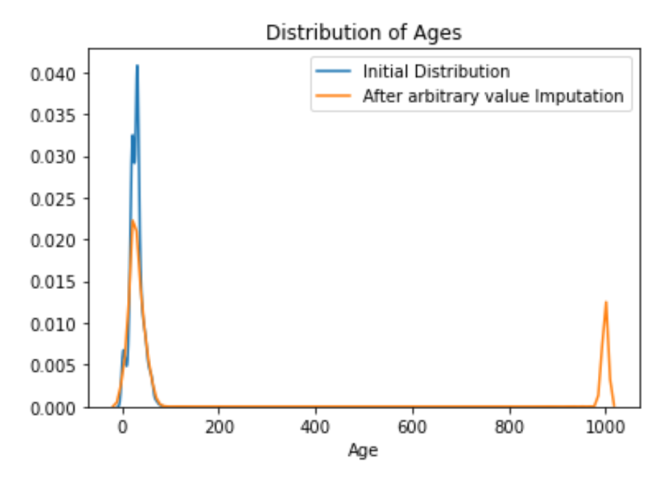 Distribution of Ages
Initial Distribution
After arbitrary value Imputation
0.040
0.035
0.030
0.025
0.020
0.015
0.010
0.005
0.000
0 200 400 600 800 1000
Age